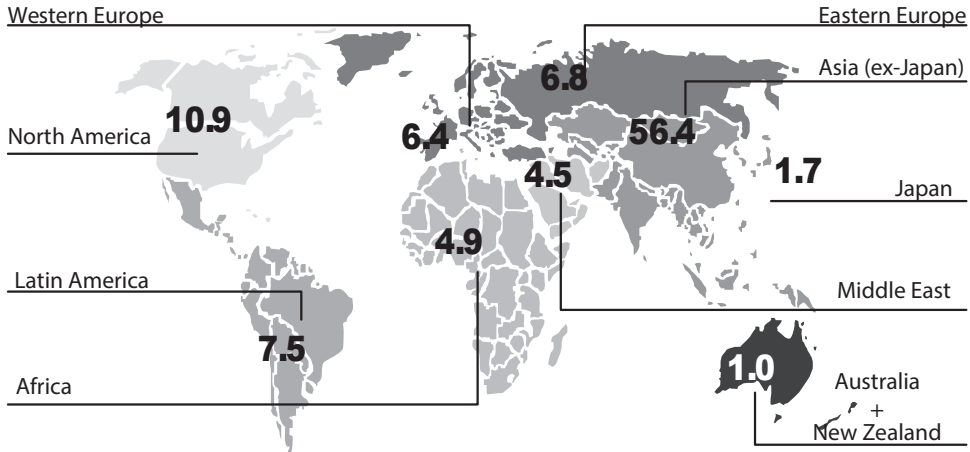 Western Europe
Eastern Europe
6.8
Asia (ex-Japan)
10.9
56.4
6.4
North America
4.5
1.7
Japan
4.9
Latin America
Middle East
7.5
1.0
Africa
Australia
+
New Zealand